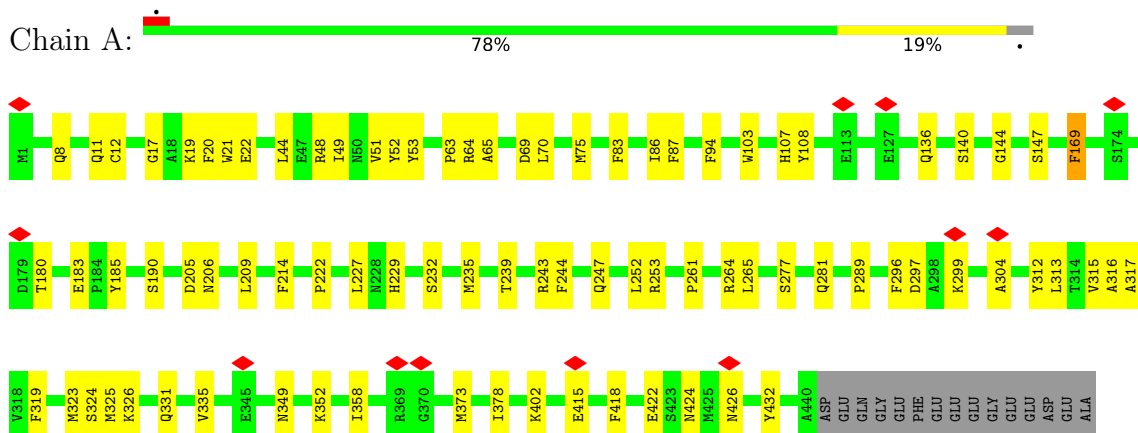 Chain A:
78% 19%
M1 Q8 Q11 C12 G17 A18 K19 F20 W21 E22 L44 E47 R48 I49 N50 V51 Y52 Y53 P63 R64 A65 D69 L70 M75 F83 I86 F87 F94 W103 H107 Y108 E113 E127 Q136 S140 G144 S147 F169 S174
D179 T180 E183 P184 Y185 S190 D205 N206 L209 F214 P222 L227 N228 H229 S232 M235 T239 R243 F244 Q247 L252 R253 P261 R264 L265 S277 Q281 P289 F296 D297 A298 K299 A304 Y312 L313 T314 V315 A316 A317
V318 F319 M323 S324 M325 K326 Q331 V335 E345 N349 K352 I358 R369 G370 M373 I378 K402 E415 F418 E422 S423 N424 M425 N426 Y432 A440 ASP GLU GLN GLY GLU PHE GLU GLU GLU GLY GLU GLU ASP GLU ALA